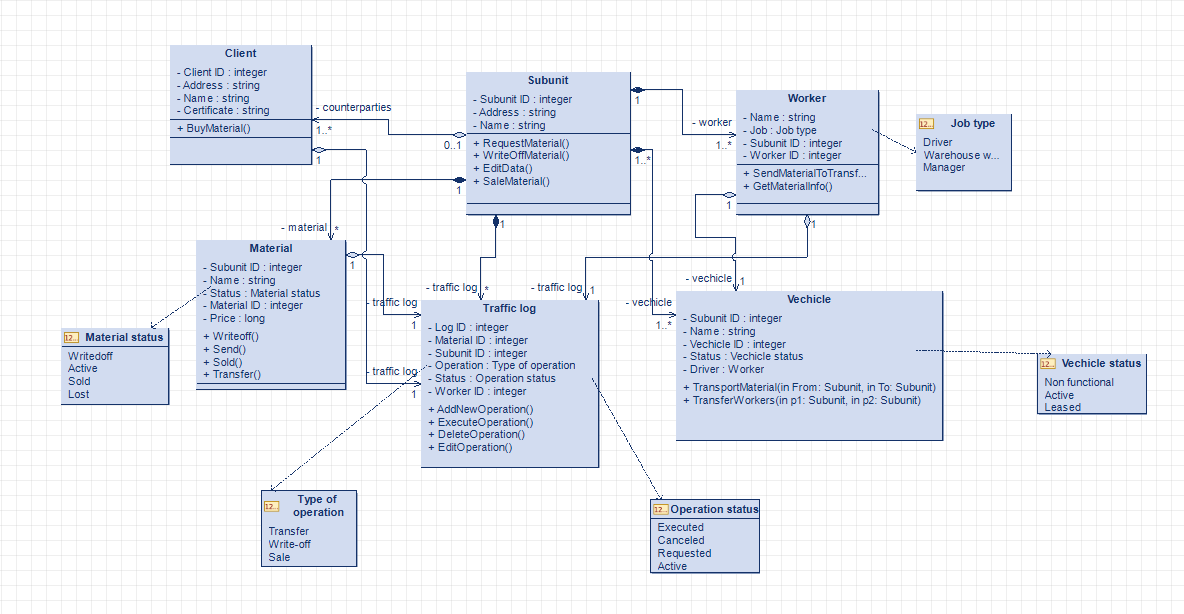 Client
- Client ID : integer
- Address : string
- Name : string
- Certificate : string
+ BuyMaterial()
- counterparties
1..*
0..1
1
Subunit
- Subunit ID : integer
- Address : string
- Name : string
+ RequestMaterial()
+ WriteOffMaterial()
+ EditData()
+ SaleMaterial()
1
1..*
1
1
- worker
1..*
Worker
- Name : string
- Job : Job type
- Subunit ID : integer
- Worker ID : integer
+ SendMaterialToTransf...
+ GetMaterialInfo()
1
1
12...
Job type
Driver
Warehouse w...
Manager
- material
*
Material
- Subunit ID : integer
- Name : string
- Status : Material status
- Material ID : integer
- Price : long
+ Writeoff()
+ Send()
+ Sold()
+ Transfer()
1
- traffic log
1
- traffic log
1
- traffic log
*
- traffic log
1
Traffic log
- Log ID : integer
- Material ID : integer
- Subunit ID : integer
- Operation : Type of operation
- Status : Operation status
- Worker ID : integer
+ AddNewOperation()
+ ExecuteOperation()
+ DeleteOperation()
+ EditOperation()
- vechicle
1
- vechicle
1..*
Vechicle
- Subunit ID : integer
- Name : string
- Vechicle ID : integer
- Status : Vechicle status
- Driver : Worker
+ TransportMaterial(in From: Subunit, in To: Subunit)
+ TransferWorkers(in p1: Subunit, in p2: Subunit)
12...
Material status
Writedoff
Active
Sold
Lost
12...
Vechicle status
Non functional
Active
Leased
12...
Type of
operation
Transfer
Write-off
Sale
12...
Operation status
Executed
Canceled
Requested
Active